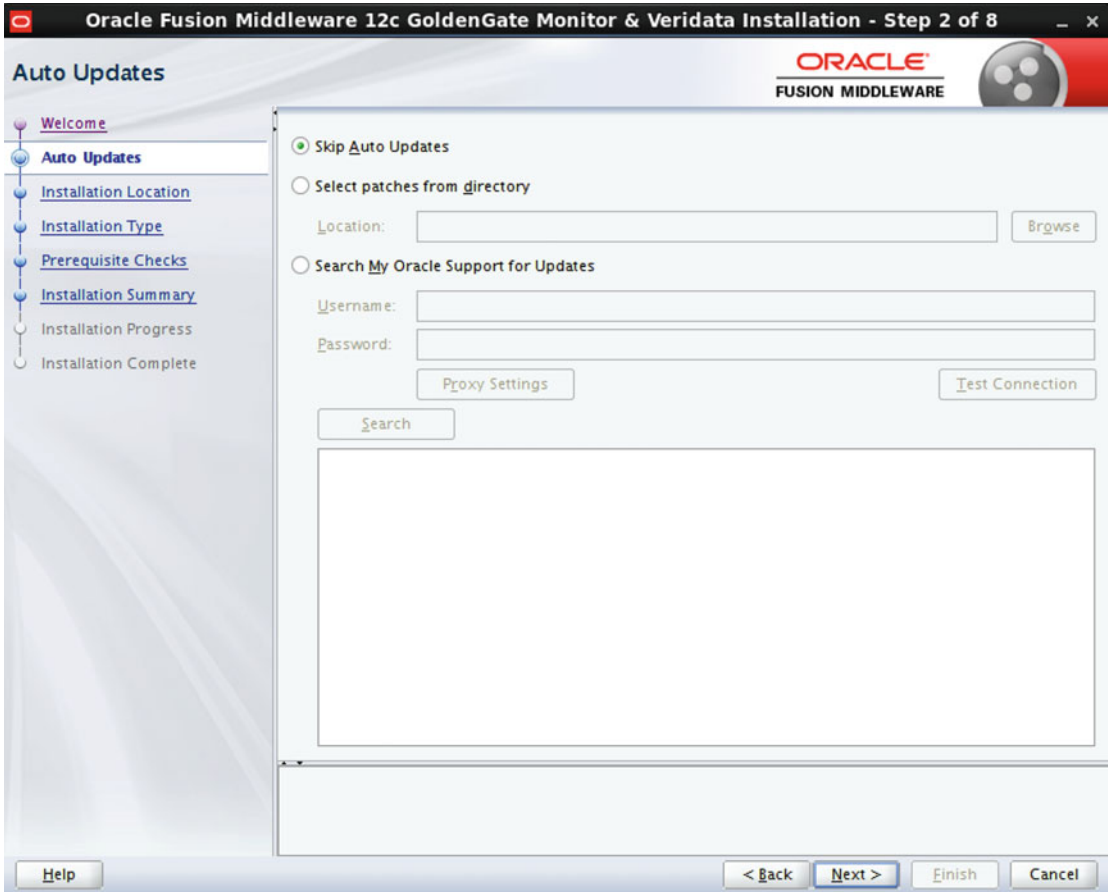 Oracle Fusion Middleware 12c GoldenGate Monitor & Veridata Installation - Step 2 of 8
Auto Updates
ORACLE
FUSION MIDDLEWARE
Welcome
Auto Updates
Installation Location
Installation Type
Prerequisite Checks
Installation Summary
Installation Progress
Installation Complete
Skip Auto Updates
Select patches from directory
Location:
Browse
Search My Oracle Support for Updates
Username:
Password:
Proxy Settings
Test Connection
Search
Help
< Back
Next >
Finish
Cancel